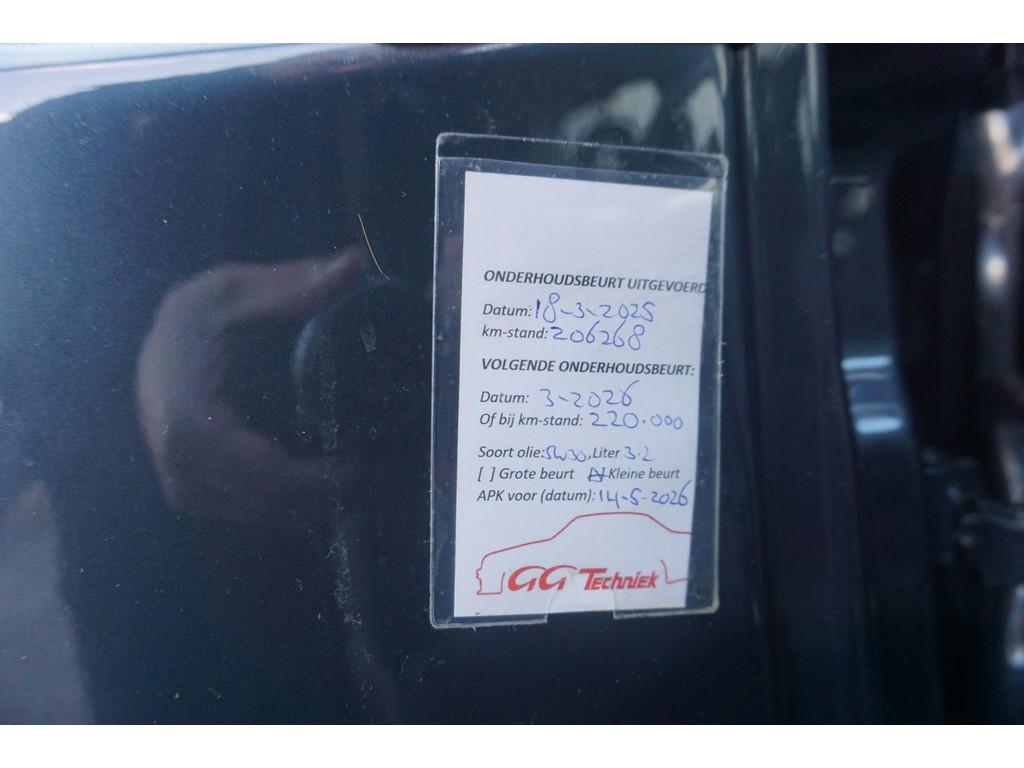 ONDERHOUDSBEURT UITGEVOERD
Datum: 18-3-2025
km-stand: 206268
VOLGENDE ONDERHOUDSBEURT:
Datum: 3-2026
Of bij km-stand: 220.000
Soort olie: 5w30, Liter 3.2
[ ] Grote beurt [x] Kleine beurt
APK voor (datum): 14-5-2026
GG Techniek